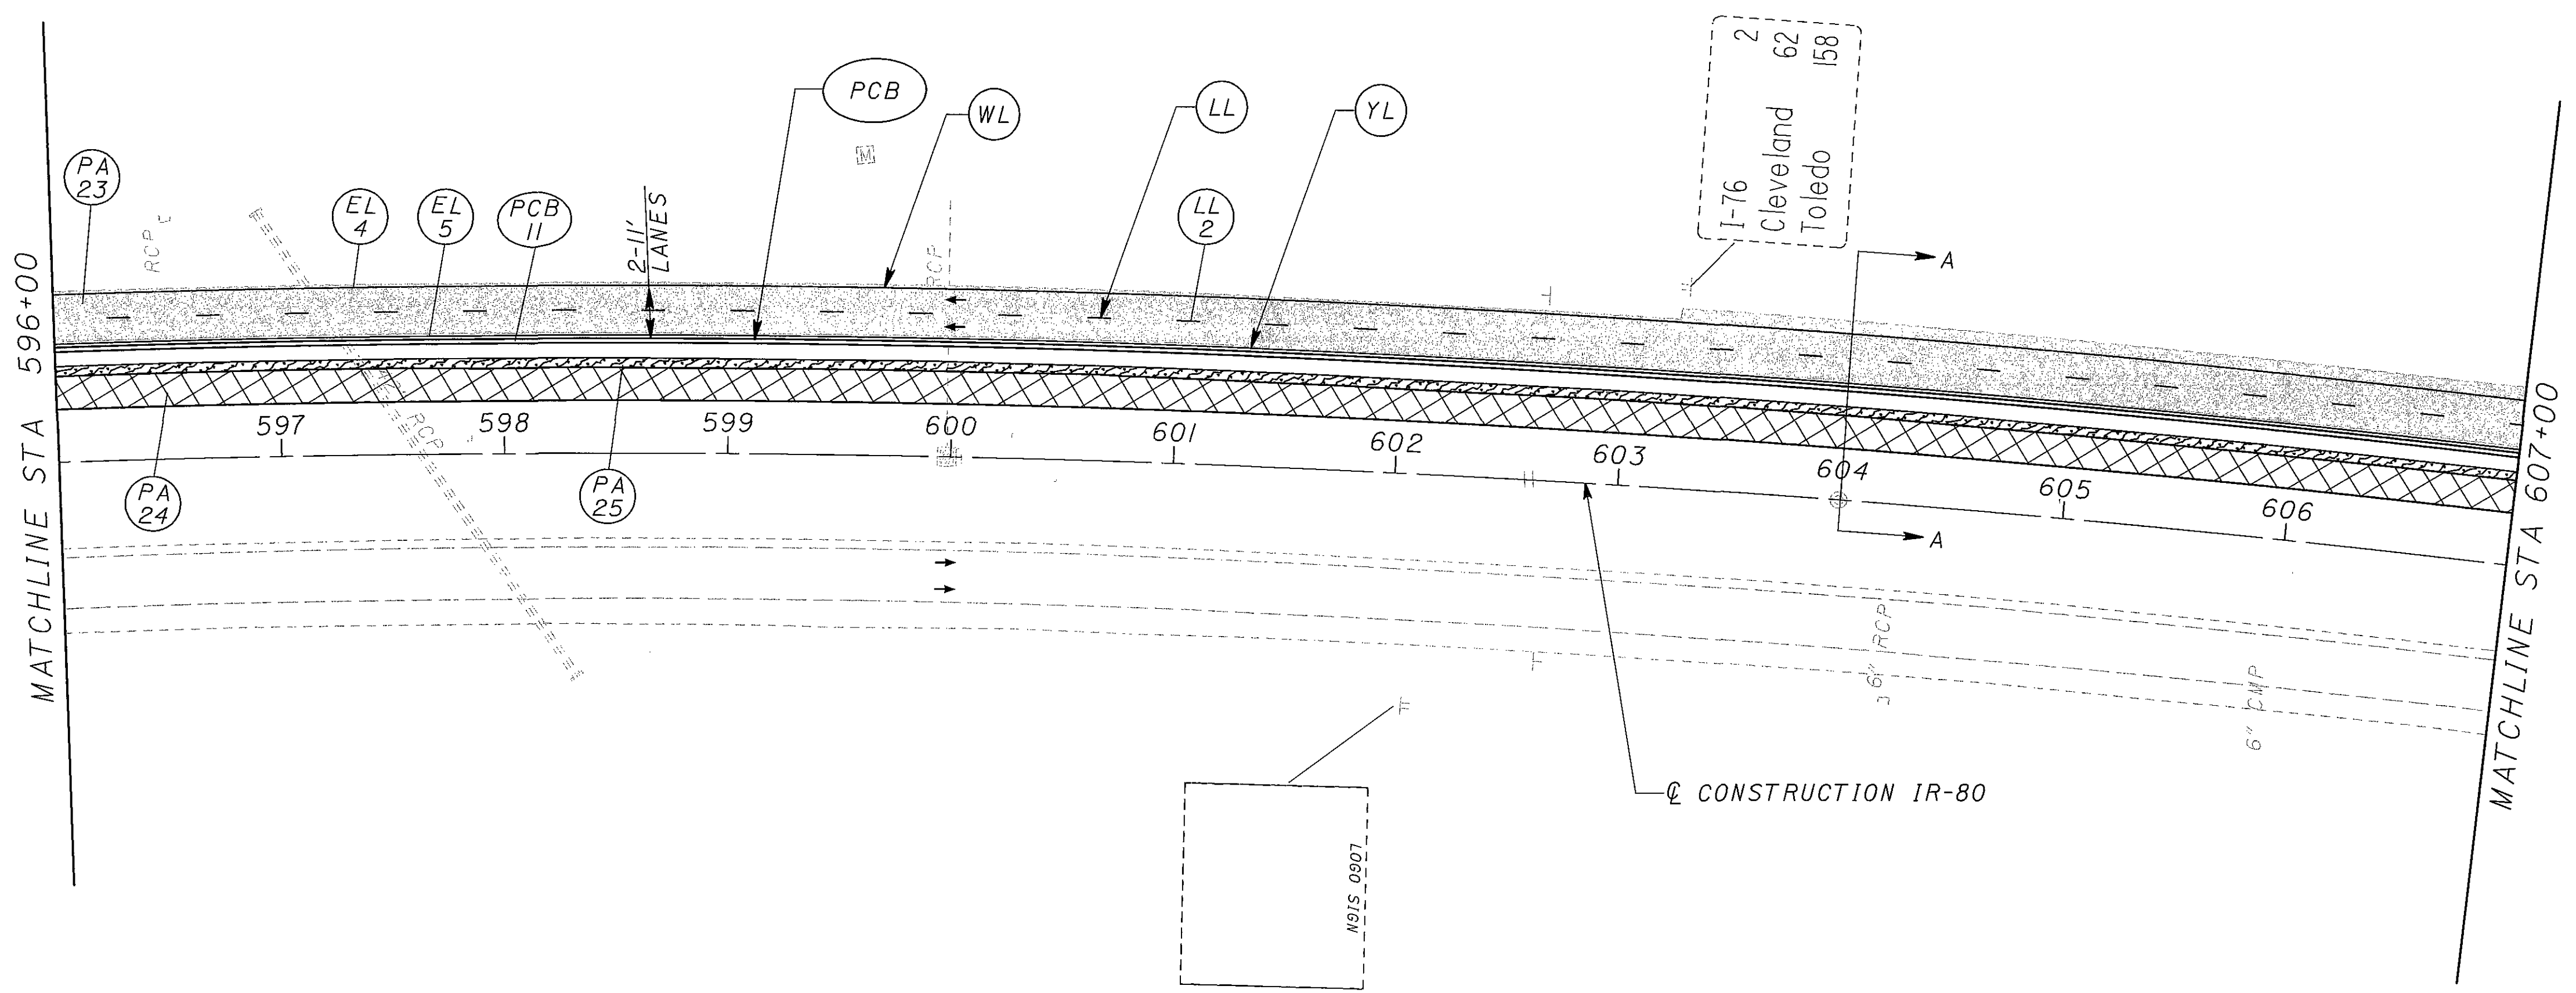 I-76 2
Cleveland 62
Toledo 158
PCB
WL
LL
YL
M
PA
23
RCP
EL
4
EL
5
PCB
11
2-11'
LANES
RCP
LL
2
A
MATCHLINE STA 596+00
MATCHLINE STA 607+00
597
598
599
600
601
602
603
604
605
606
RCP
PA
24
PA
25
A
36" RCP
6" CMP
℄ CONSTRUCTION IR-80
LOGO SIGN